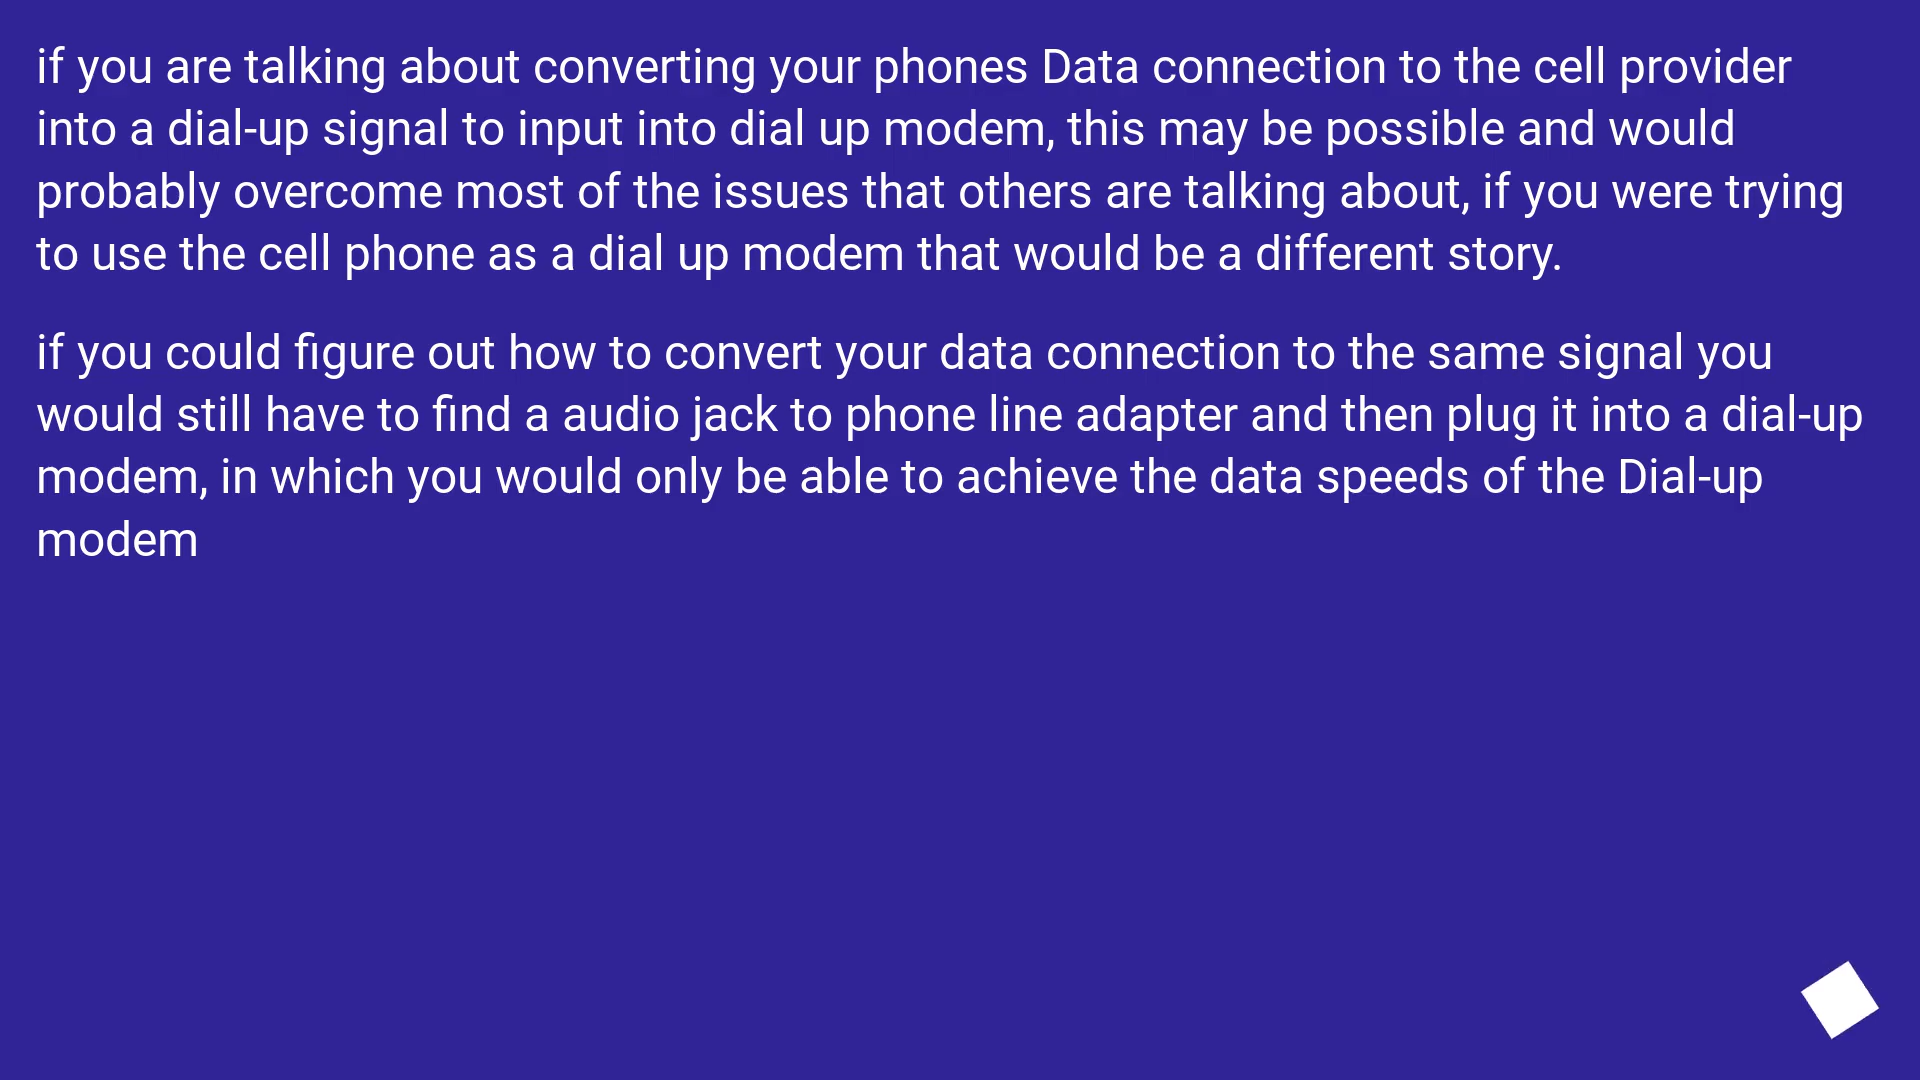 if you are talking about converting your phones Data connection to the cell provider
into a dial-up signal to input into dial up modem, this may be possible and would
probably overcome most of the issues that others are talking about, if you were trying
to use the cell phone as a dial up modem that would be a different story.
if you could figure out how to convert your data connection to the same signal you
would still have to find a audio jack to phone line adapter and then plug it into a dial-up
modem, in which you would only be able to achieve the data speeds of the Dial-up
modem